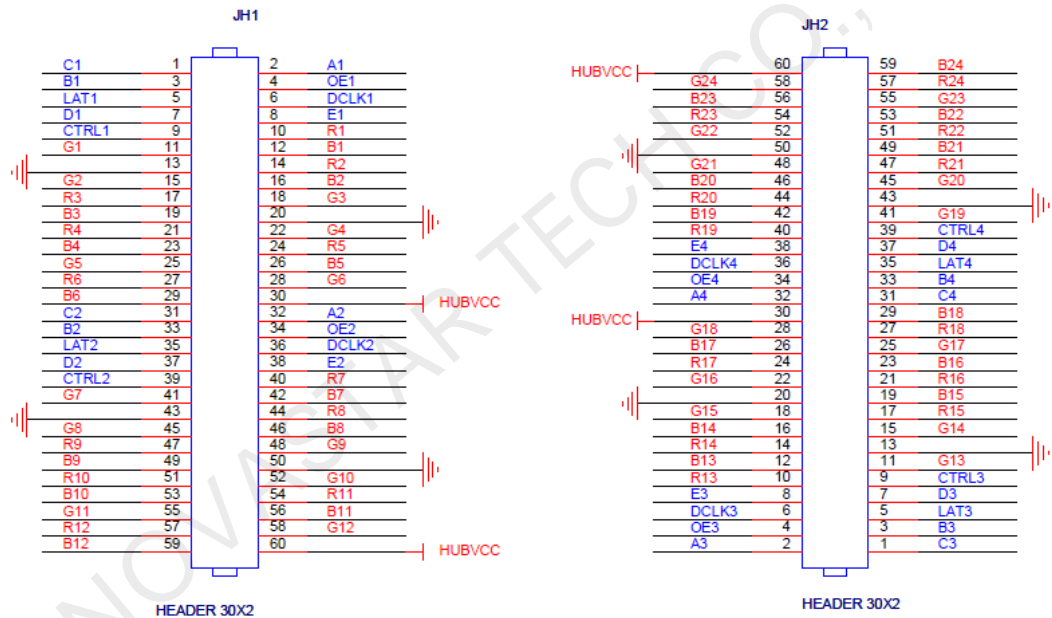 JH1
C1 1 2 A1
B1 3 4 OE1
LAT1 5 6 DCLK1
D1 7 8 E1
CTRL1 9 10 R1
G1 11 12 B1
13 14 R2
G2 15 16 B2
R3 17 18 G3
B3 19 20
R4 21 22 G4
B4 23 24 R5
G5 25 26 B5
R6 27 28 G6
B6 29 30 HUBVCC
C2 31 32 A2
B2 33 34 OE2
LAT2 35 36 DCLK2
D2 37 38 E2
CTRL2 39 40 R7
G7 41 42 B7
43 44 R8
G8 45 46 B8
R9 47 48 G9
B9 49 50
R10 51 52 G10
B10 53 54 R11
G11 55 56 B11
R12 57 58 G12
B12 59 60 HUBVCC
HEADER 30X2
JH2
HUBVCC 60 59 B24
G24 58 57 R24
B23 56 55 G23
R23 54 53 B22
G22 52 51 R22
50 49 B21
G21 48 47 R21
B20 46 45 G20
R20 44 43
B19 42 41 G19
R19 40 39 CTRL4
E4 38 37 D4
DCLK4 36 35 LAT4
OE4 34 33 B4
A4 32 31 C4
HUBVCC 30 29 B18
G18 28 27 R18
B17 26 25 G17
R17 24 23 B16
G16 22 21 R16
20 19 B15
G15 18 17 R15
B14 16 15 G14
R14 14 13
B13 12 11 G13
R13 10 9 CTRL3
E3 8 7 D3
DCLK3 6 5 LAT3
OE3 4 3 B3
A3 2 1 C3
HEADER 30X2
NOVASTAR TECH CO.,